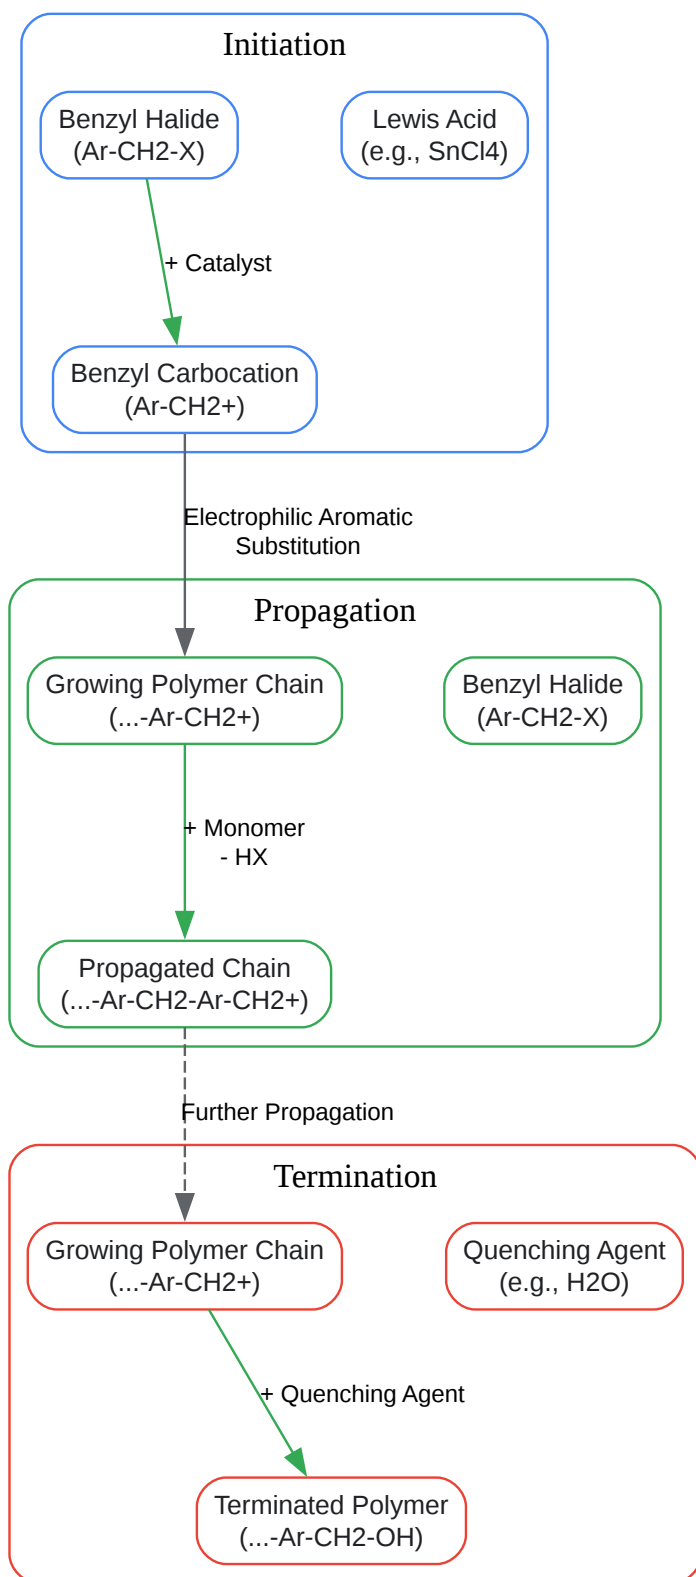 Initiation
Benzyl Halide
(Ar-CH2-X)
Lewis Acid
(e.g., SnCl4)
+ Catalyst
Benzyl Carbocation
(Ar-CH2+)
Electrophilic Aromatic
Substitution
Propagation
Growing Polymer Chain
(...-Ar-CH2+)
Benzyl Halide
(Ar-CH2-X)
+ Monomer
- HX
Propagated Chain
(...-Ar-CH2-Ar-CH2+)
Further Propagation
Termination
Growing Polymer Chain
(...-Ar-CH2+)
Quenching Agent
(e.g., H2O)
+ Quenching Agent
Terminated Polymer
(...-Ar-CH2-OH)